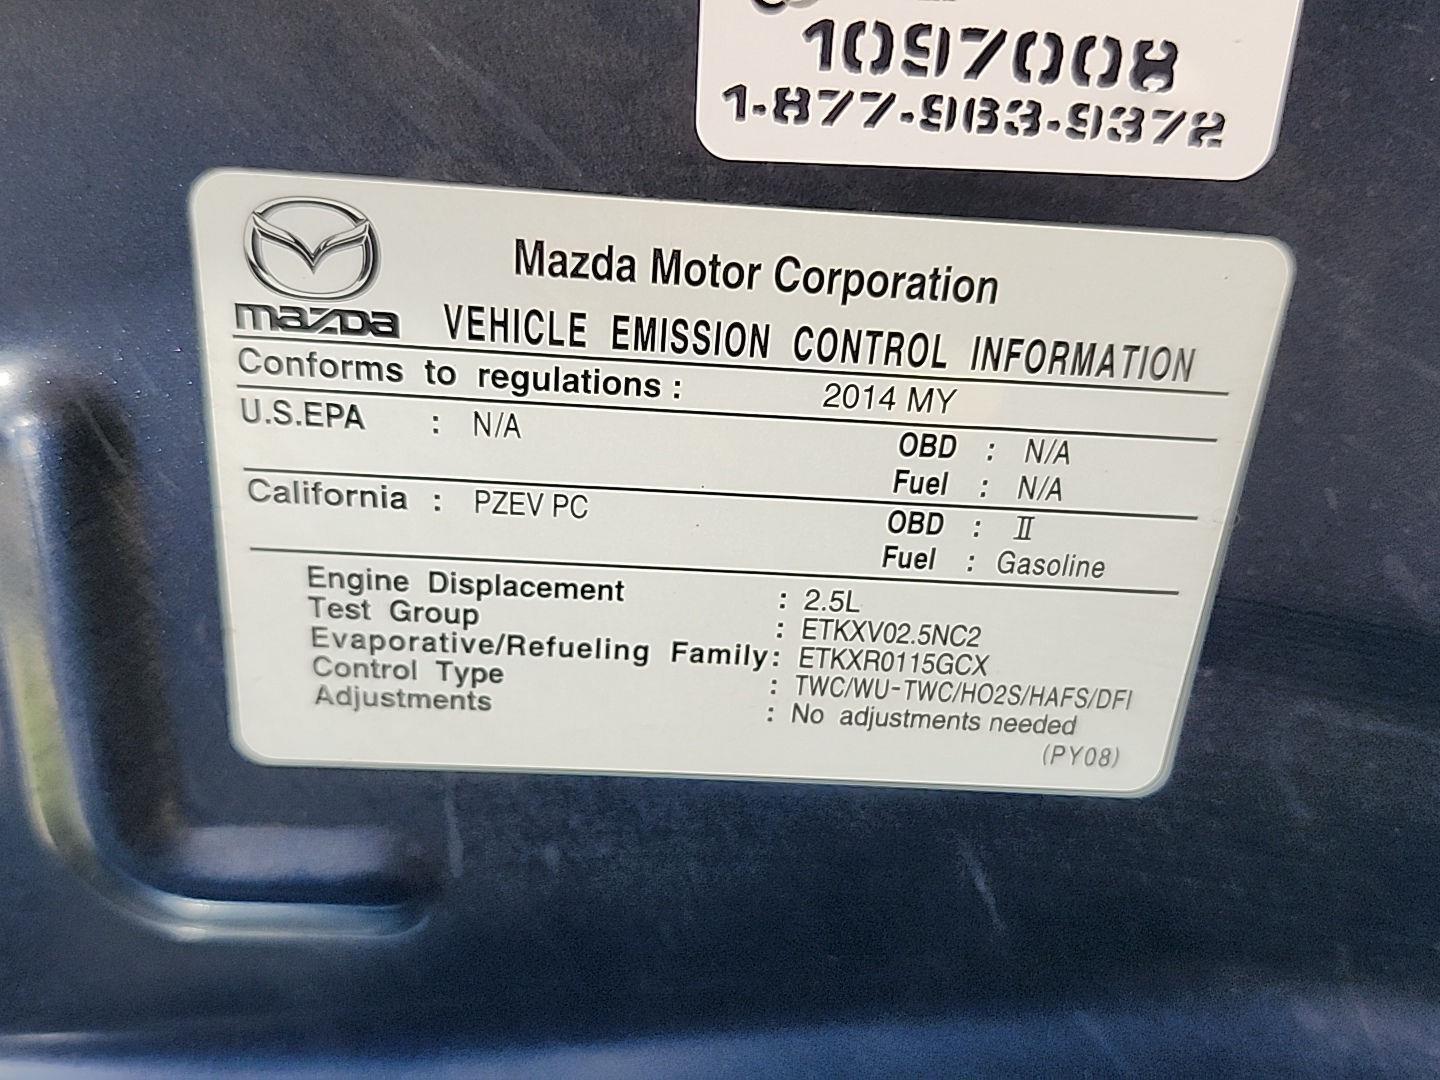 1097008
1-877-963-9372
Mazda Motor Corporation
mazda VEHICLE EMISSION CONTROL INFORMATION
Conforms to regulations : 2014 MY
U.S.EPA : N/A OBD : N/A
Fuel : N/A
California : PZEV PC OBD : II
Fuel : Gasoline
Engine Displacement : 2.5L
Test Group : ETKXV02.5NC2
Evaporative/Refueling Family : ETKXR0115GCX
Control Type : TWC/WU-TWC/HO2S/HAFS/DFI
Adjustments : No adjustments needed
(PY08)